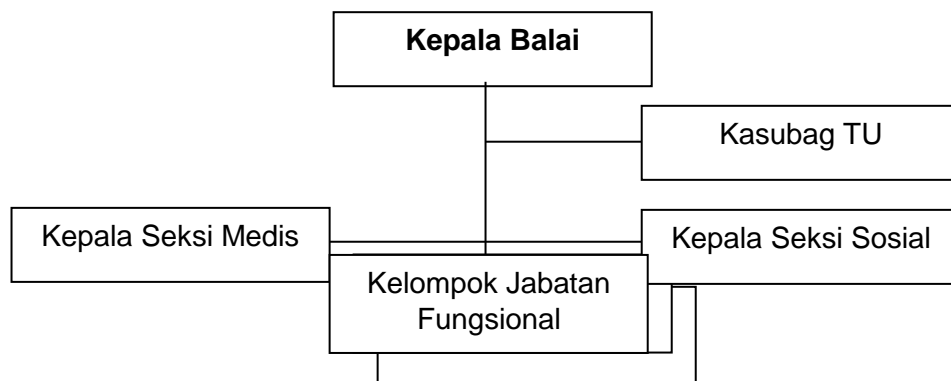 Kepala Balai
Kasubag TU
Kepala Seksi Medis
Kepala Seksi Sosial
Kelompok Jabatan
Fungsional